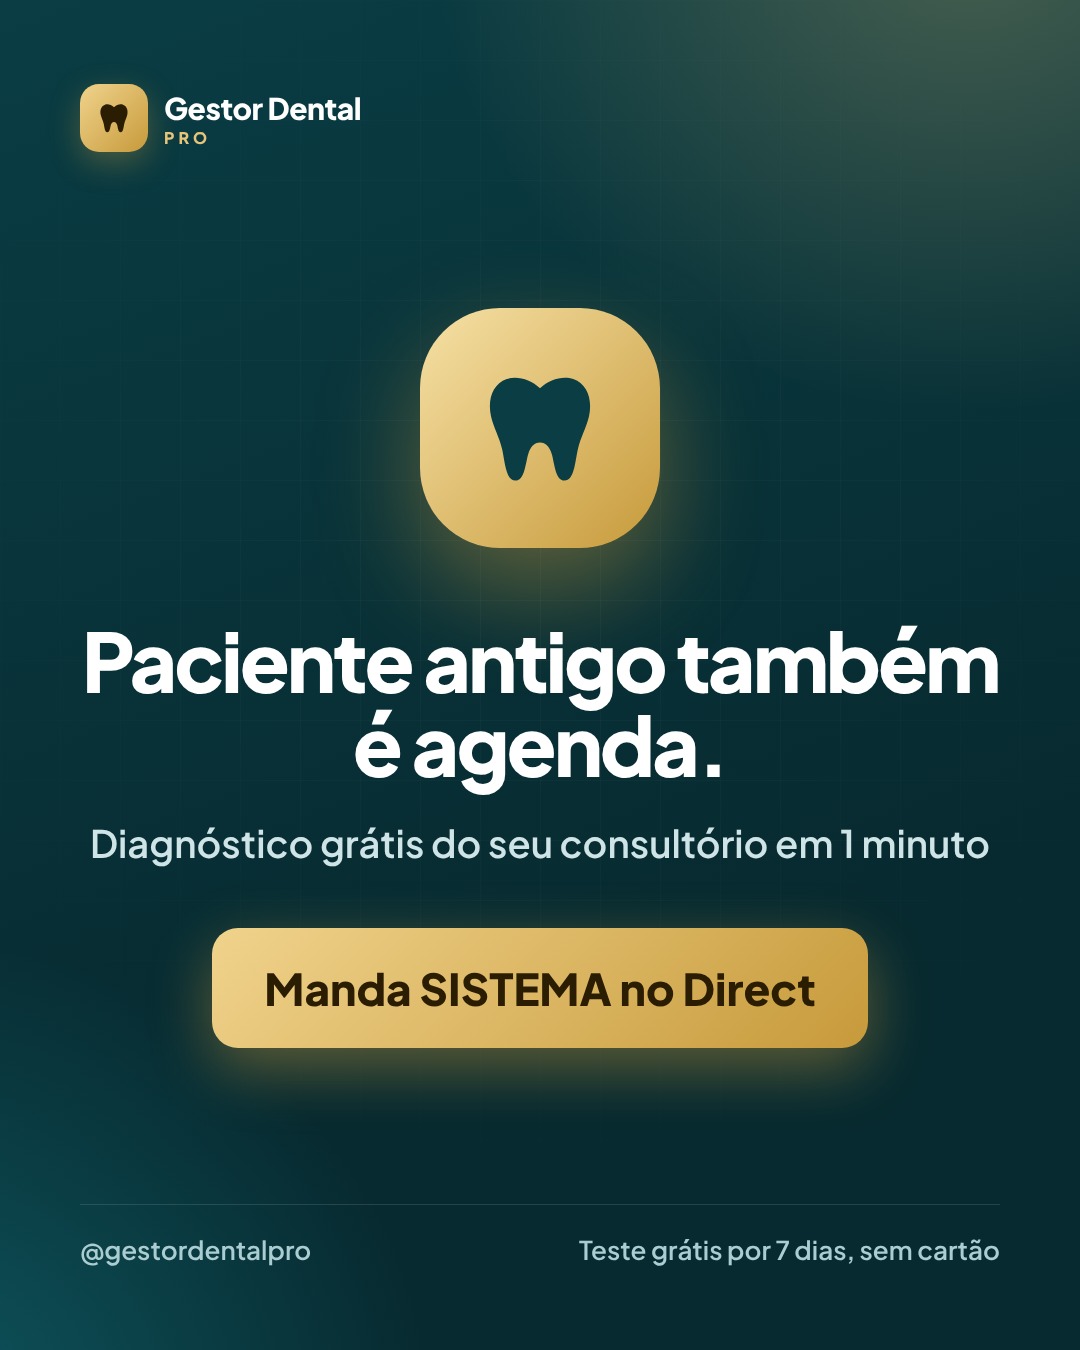 Gestor Dental
PRO
Paciente antigo também
é agenda.
Diagnóstico grátis do seu consultório em 1 minuto
Manda SISTEMA no Direct
@gestordentalpro
Teste grátis por 7 dias, sem cartão